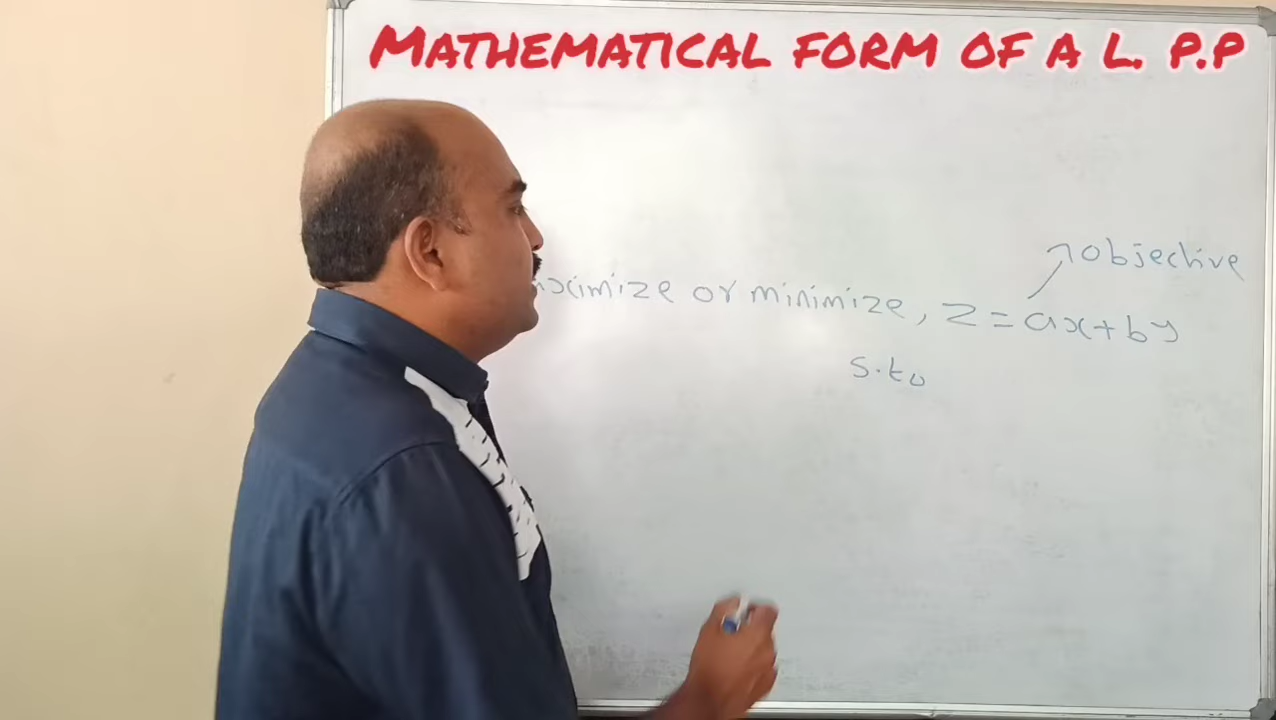 MATHEMATICAL FORM OF A L. P.P
objective
or minimize, Z = ax+by
S.to